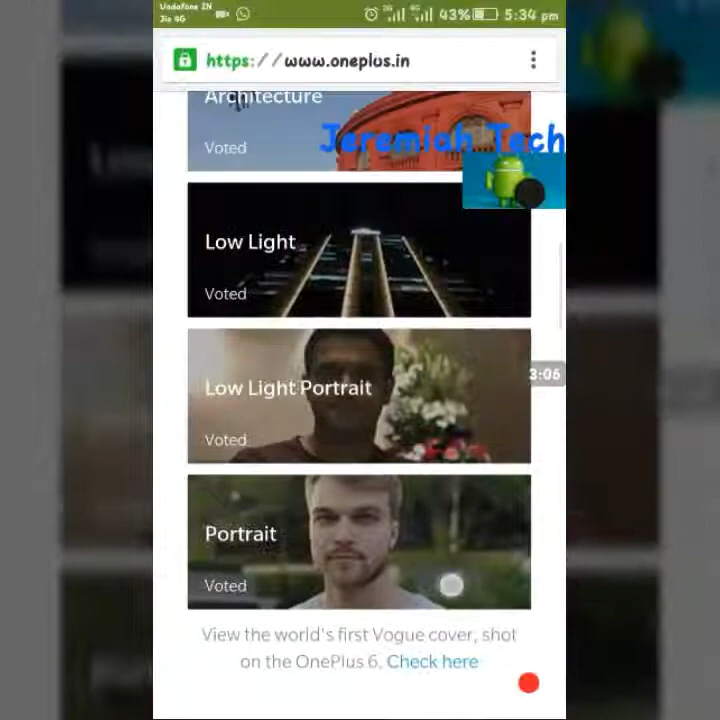 Vodafone IN
Jio 4G
2G
4G
43%
5:34 pm
https://www.oneplus.in
Architecture
Voted
Jeremiah Tech
Low Light
Voted
3:06
Low Light Portrait
Voted
Portrait
Voted
View the world's first Vogue cover, shot
on the OnePlus 6. Check here